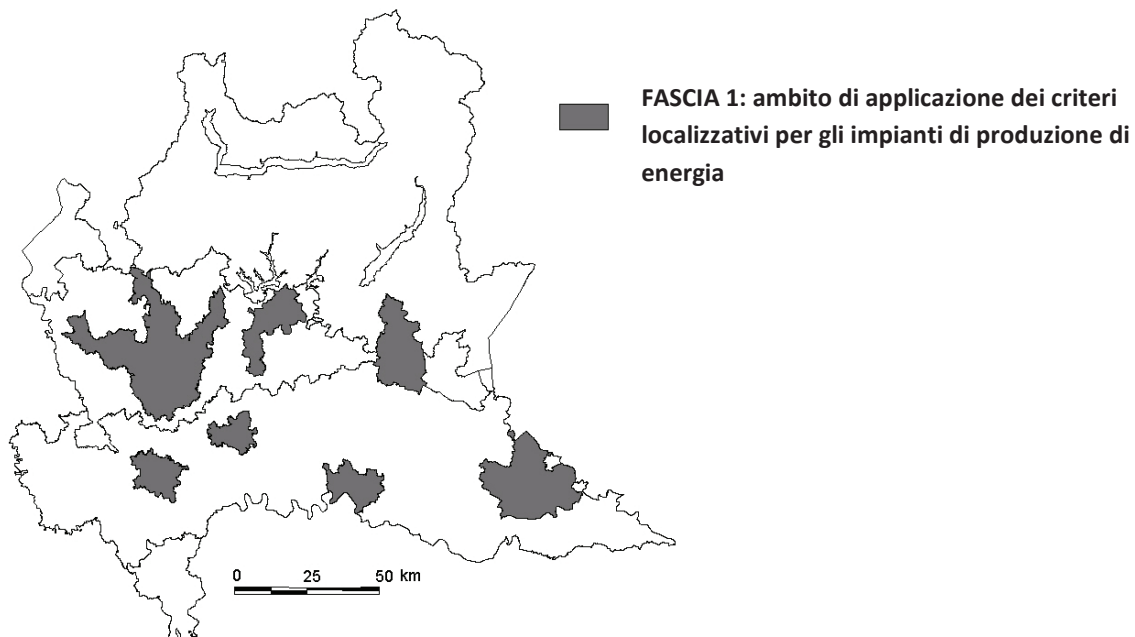 FASCIA 1: ambito di applicazione dei criteri
localizzativi per gli impianti di produzione di
energia
0 25 50 km